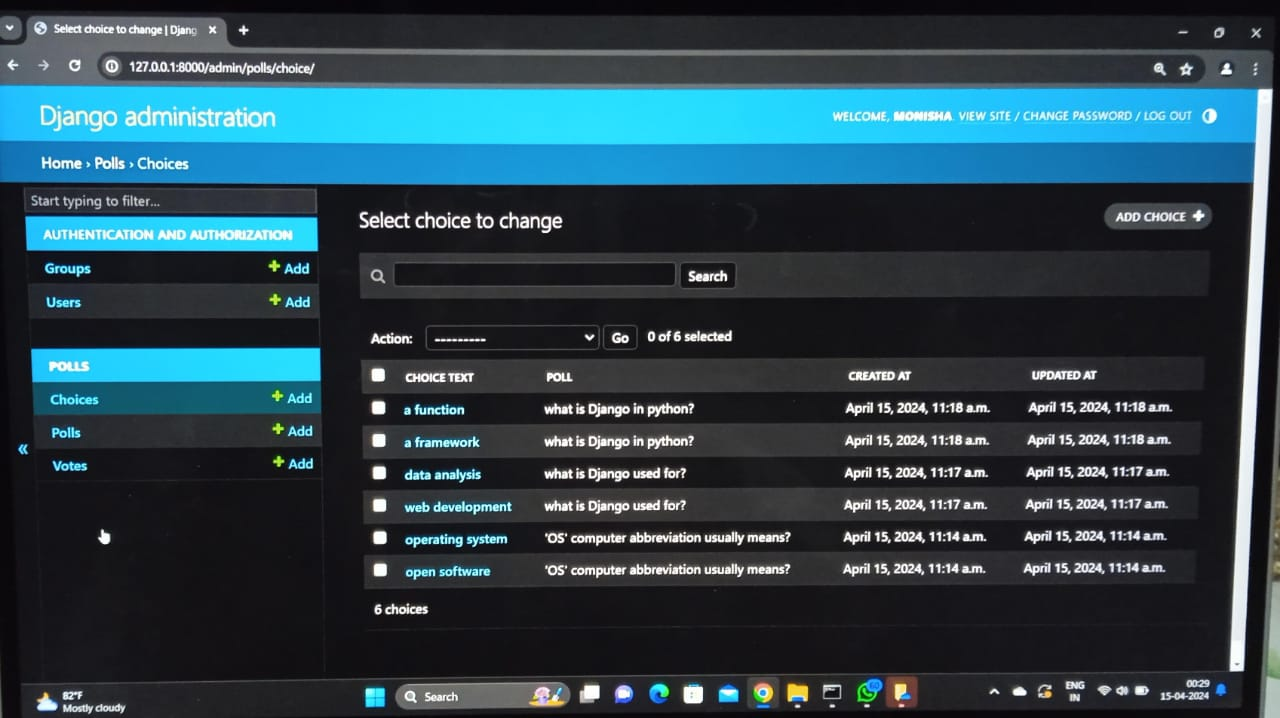 Select choice to change | Djang
127.0.0.1:8000/admin/polls/choice/
Django administration
WELCOME, MONISHA. VIEW SITE / CHANGE PASSWORD / LOG OUT
Home › Polls › Choices
Start typing to filter...
AUTHENTICATION AND AUTHORIZATION
Groups + Add
Users + Add
POLLS
Choices + Add
Polls + Add
Votes + Add
«
Select choice to change
ADD CHOICE +
Search
Action: --------- Go 0 of 6 selected
CHOICE TEXT POLL CREATED AT UPDATED AT
a function what is Django in python? April 15, 2024, 11:18 a.m. April 15, 2024, 11:18 a.m.
a framework what is Django in python? April 15, 2024, 11:18 a.m. April 15, 2024, 11:18 a.m.
data analysis what is Django used for? April 15, 2024, 11:17 a.m. April 15, 2024, 11:17 a.m.
web development what is Django used for? April 15, 2024, 11:17 a.m. April 15, 2024, 11:17 a.m.
operating system 'OS' computer abbreviation usually means? April 15, 2024, 11:14 a.m. April 15, 2024, 11:14 a.m.
open software 'OS' computer abbreviation usually means? April 15, 2024, 11:14 a.m. April 15, 2024, 11:14 a.m.
6 choices
82°F
Mostly cloudy
Search
60
ENG
IN
00:29
15-04-2024